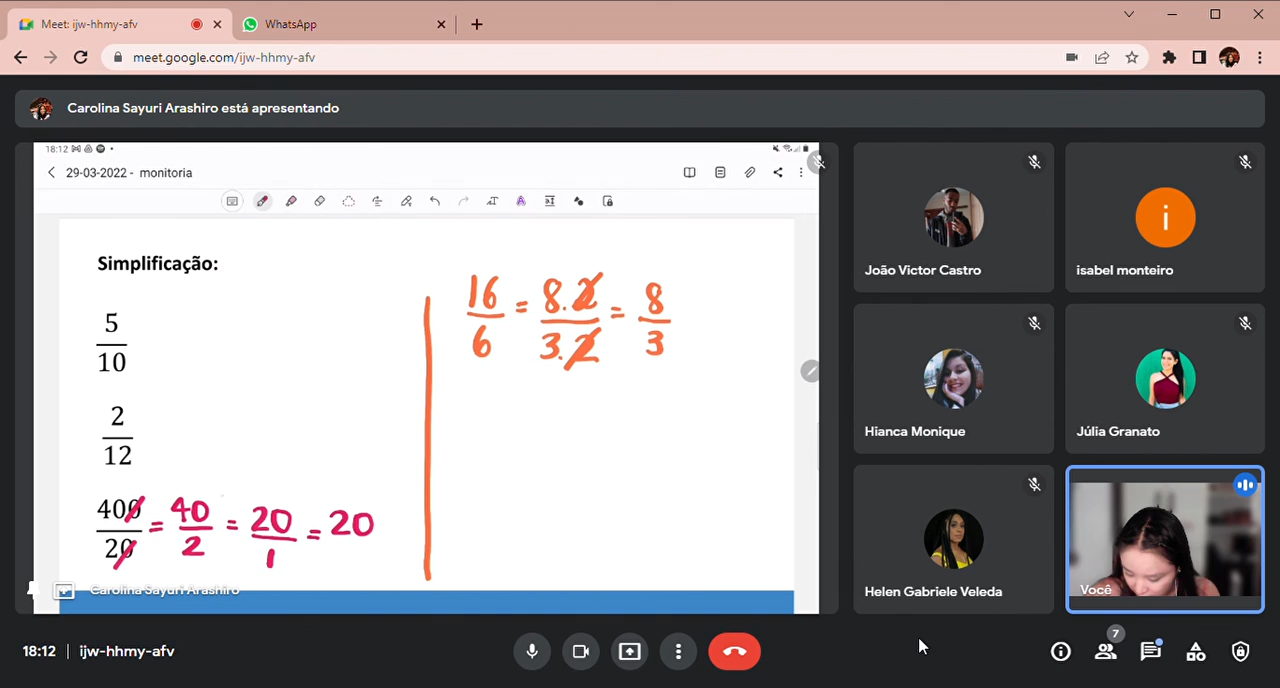 Meet: ijw-hhmy-afv
WhatsApp
meet.google.com/ijw-hhmy-afv
Carolina Sayuri Arashiro está apresentando
18:12
29-03-2022 - monitoria
Simplificação:
5/10
2/12
400/20 = 40/2 = 20/1 = 20
16/6 = 8.2/3.2 = 8/3
Carolina Sayuri Arashiro
João Victor Castro
i
isabel monteiro
Hianca Monique
Júlia Granato
Helen Gabriele Veleda
Você
18:12 | ijw-hhmy-afv
7